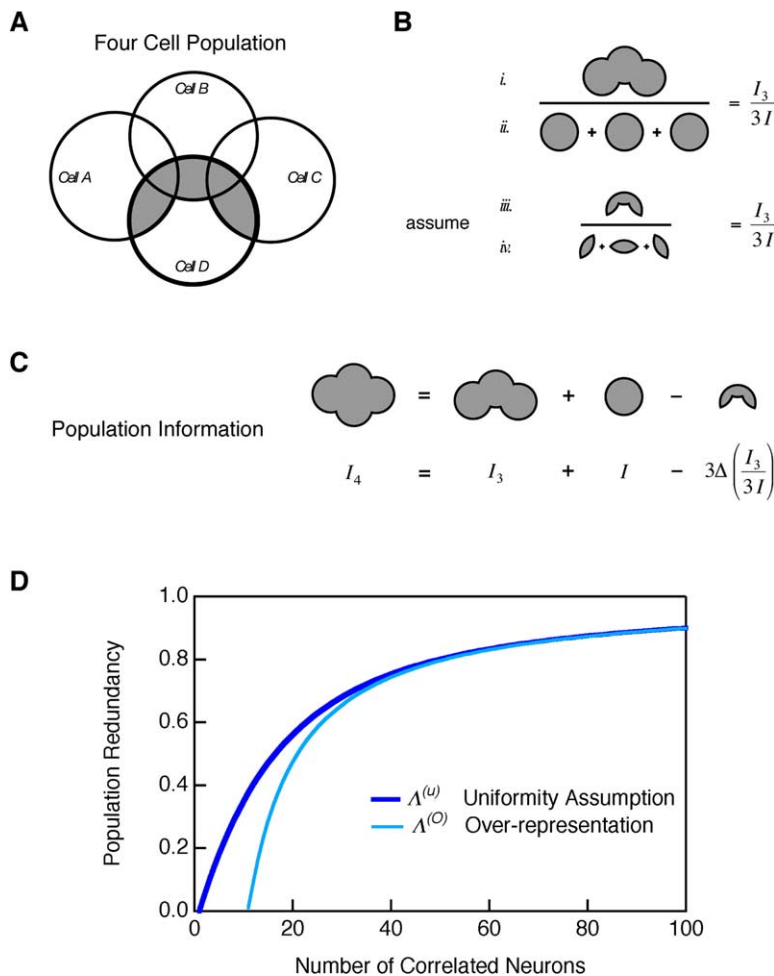 A
Four Cell Population
Cell B
Cell A
Cell C
Cell D
B
i.
ii.
+ +
= I₃/3I
assume
iii.
iv.
+ +
= I₃/3I
C
Population Information
= + −
I₄ = I₃ + I − 3Δ(I₃/3I)
D
Population Redundancy
1.0
0.8
0.6
0.4
0.2
0.0
Λ(u) Uniformity Assumption
Λ(O) Over-representation
0 20 40 60 80 100
Number of Correlated Neurons